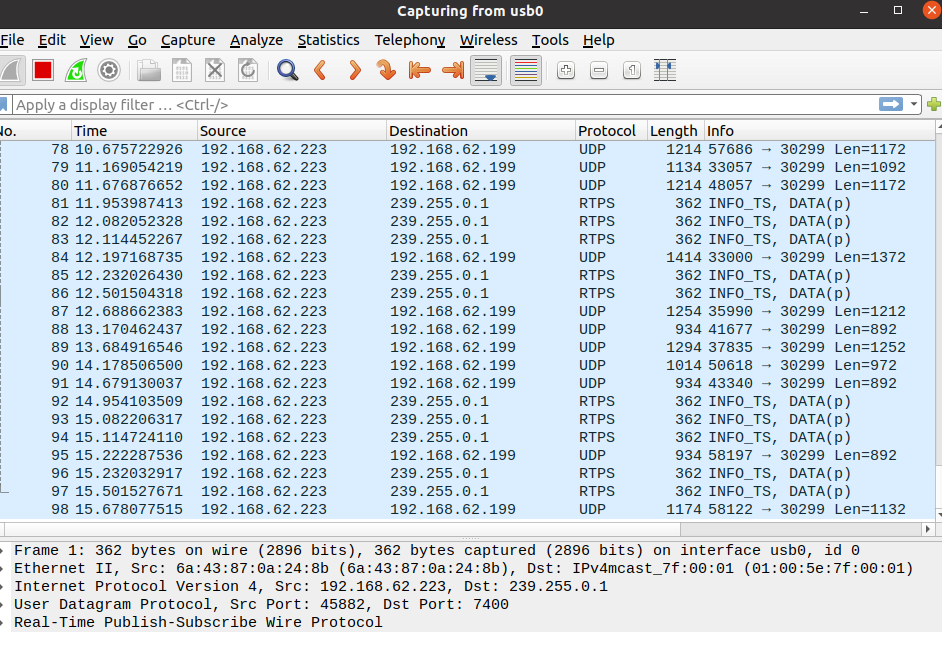 Capturing from usb0
File Edit View Go Capture Analyze Statistics Telephony Wireless Tools Help
Apply a display filter … <Ctrl-/>
No. Time Source Destination Protocol Length Info
78 10.675722926 192.168.62.223 192.168.62.199 UDP 1214 57686 → 30299 Len=1172
79 11.169054219 192.168.62.223 192.168.62.199 UDP 1134 33057 → 30299 Len=1092
80 11.676876652 192.168.62.223 192.168.62.199 UDP 1214 48057 → 30299 Len=1172
81 11.953987413 192.168.62.223 239.255.0.1 RTPS 362 INFO_TS, DATA(p)
82 12.082052328 192.168.62.223 239.255.0.1 RTPS 362 INFO_TS, DATA(p)
83 12.114452267 192.168.62.223 239.255.0.1 RTPS 362 INFO_TS, DATA(p)
84 12.197168735 192.168.62.223 192.168.62.199 UDP 1414 33000 → 30299 Len=1372
85 12.232026430 192.168.62.223 239.255.0.1 RTPS 362 INFO_TS, DATA(p)
86 12.501504318 192.168.62.223 239.255.0.1 RTPS 362 INFO_TS, DATA(p)
87 12.688662383 192.168.62.223 192.168.62.199 UDP 1254 35990 → 30299 Len=1212
88 13.170462437 192.168.62.223 192.168.62.199 UDP 934 41677 → 30299 Len=892
89 13.684916546 192.168.62.223 192.168.62.199 UDP 1294 37835 → 30299 Len=1252
90 14.178506500 192.168.62.223 192.168.62.199 UDP 1014 50618 → 30299 Len=972
91 14.679130037 192.168.62.223 192.168.62.199 UDP 934 43340 → 30299 Len=892
92 14.954103509 192.168.62.223 239.255.0.1 RTPS 362 INFO_TS, DATA(p)
93 15.082206317 192.168.62.223 239.255.0.1 RTPS 362 INFO_TS, DATA(p)
94 15.114724110 192.168.62.223 239.255.0.1 RTPS 362 INFO_TS, DATA(p)
95 15.222287536 192.168.62.223 192.168.62.199 UDP 934 58197 → 30299 Len=892
96 15.232032917 192.168.62.223 239.255.0.1 RTPS 362 INFO_TS, DATA(p)
97 15.501527671 192.168.62.223 239.255.0.1 RTPS 362 INFO_TS, DATA(p)
98 15.678077515 192.168.62.223 192.168.62.199 UDP 1174 58122 → 30299 Len=1132
Frame 1: 362 bytes on wire (2896 bits), 362 bytes captured (2896 bits) on interface usb0, id 0
Ethernet II, Src: 6a:43:87:0a:24:8b (6a:43:87:0a:24:8b), Dst: IPv4mcast_7f:00:01 (01:00:5e:7f:00:01)
Internet Protocol Version 4, Src: 192.168.62.223, Dst: 239.255.0.1
User Datagram Protocol, Src Port: 45882, Dst Port: 7400
Real-Time Publish-Subscribe Wire Protocol